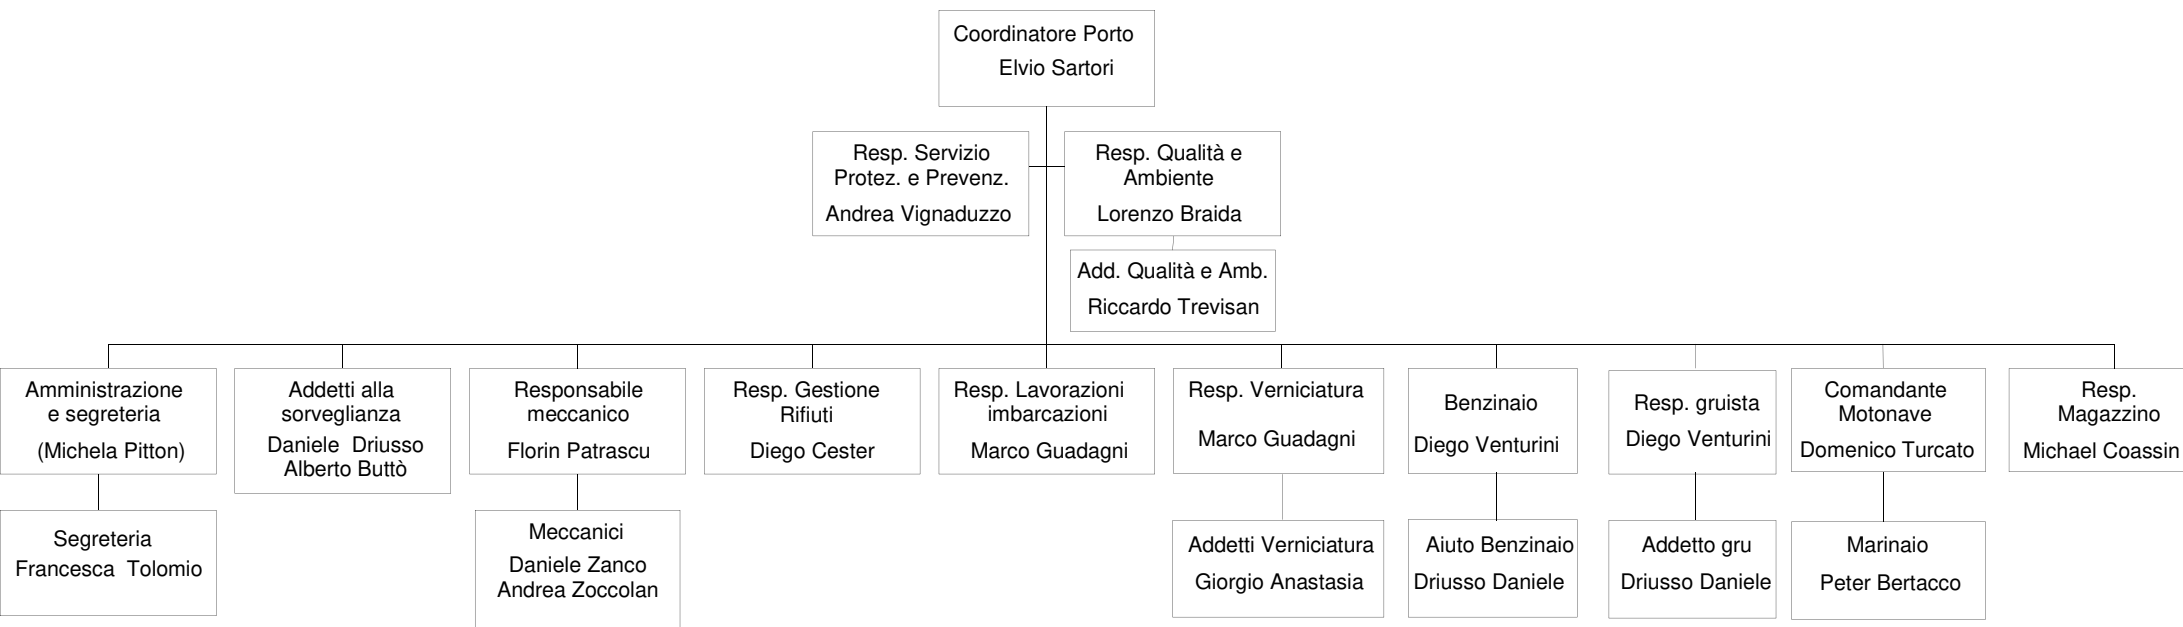 Coordinatore Porto
Elvio Sartori
Resp. Servizio
Protez. e Prevenz.
Andrea Vignaduzzo
Resp. Qualità e
Ambiente
Lorenzo Braida
Add. Qualità e Amb.
Riccardo Trevisan
Amministrazione
e segreteria
(Michela Pitton)
Addetti alla
sorveglianza
Daniele Driusso
Alberto Buttò
Responsabile
meccanico
Florin Patrascu
Resp. Gestione
Rifiuti
Diego Cester
Resp. Lavorazioni
imbarcazioni
Marco Guadagni
Resp. Verniciatura
Marco Guadagni
Benzinaio
Diego Venturini
Resp. gruista
Diego Venturini
Comandante
Motonave
Domenico Turcato
Resp.
Magazzino
Michael Coassin
Segreteria
Francesca Tolomio
Meccanici
Daniele Zanco
Andrea Zoccolan
Addetti Verniciatura
Giorgio Anastasia
Aiuto Benzinaio
Driusso Daniele
Addetto gru
Driusso Daniele
Marinaio
Peter Bertacco